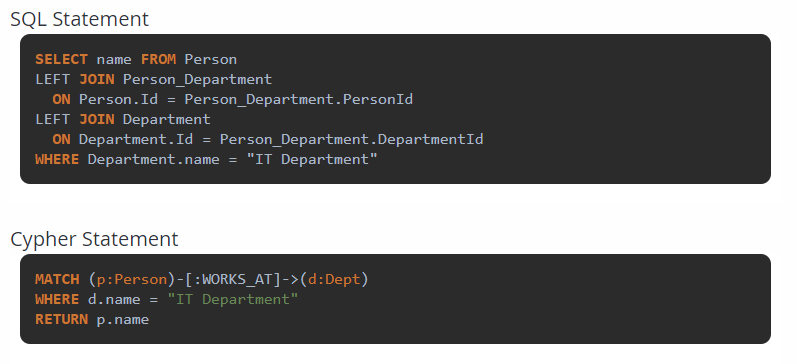 SQL Statement
SELECT name FROM Person
LEFT JOIN Person_Department
  ON Person.Id = Person_Department.PersonId
LEFT JOIN Department
  ON Department.Id = Person_Department.DepartmentId
WHERE Department.name = "IT Department"
Cypher Statement
MATCH (p:Person)-[:WORKS_AT]->(d:Dept)
WHERE d.name = "IT Department"
RETURN p.name